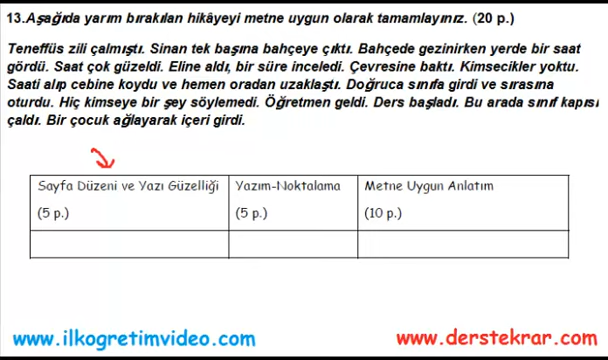 13.Aşağıda yarım bırakılan hikâyeyi metne uygun olarak tamamlayınız. (20 p.)
Teneffüs zili çalmıştı. Sinan tek başına bahçeye çıktı. Bahçede gezinirken yerde bir saat
gördü. Saat çok güzeldi. Eline aldı, bir süre inceledi. Çevresine baktı. Kimsecikler yoktu.
Saati alıp cebine koydu ve hemen oradan uzaklaştı. Doğruca sınıfa girdi ve sırasına
oturdu. Hiç kimseye bir şey söylemedi. Öğretmen geldi. Ders başladı. Bu arada sınıf kapısı
çaldı. Bir çocuk ağlayarak içeri girdi.
Sayfa Düzeni ve Yazı Güzelliği Yazım-Noktalama Metne Uygun Anlatım
(5 p.) (5 p.) (10 p.)
www.ilkogretimvideo.com www.derstekrar.com